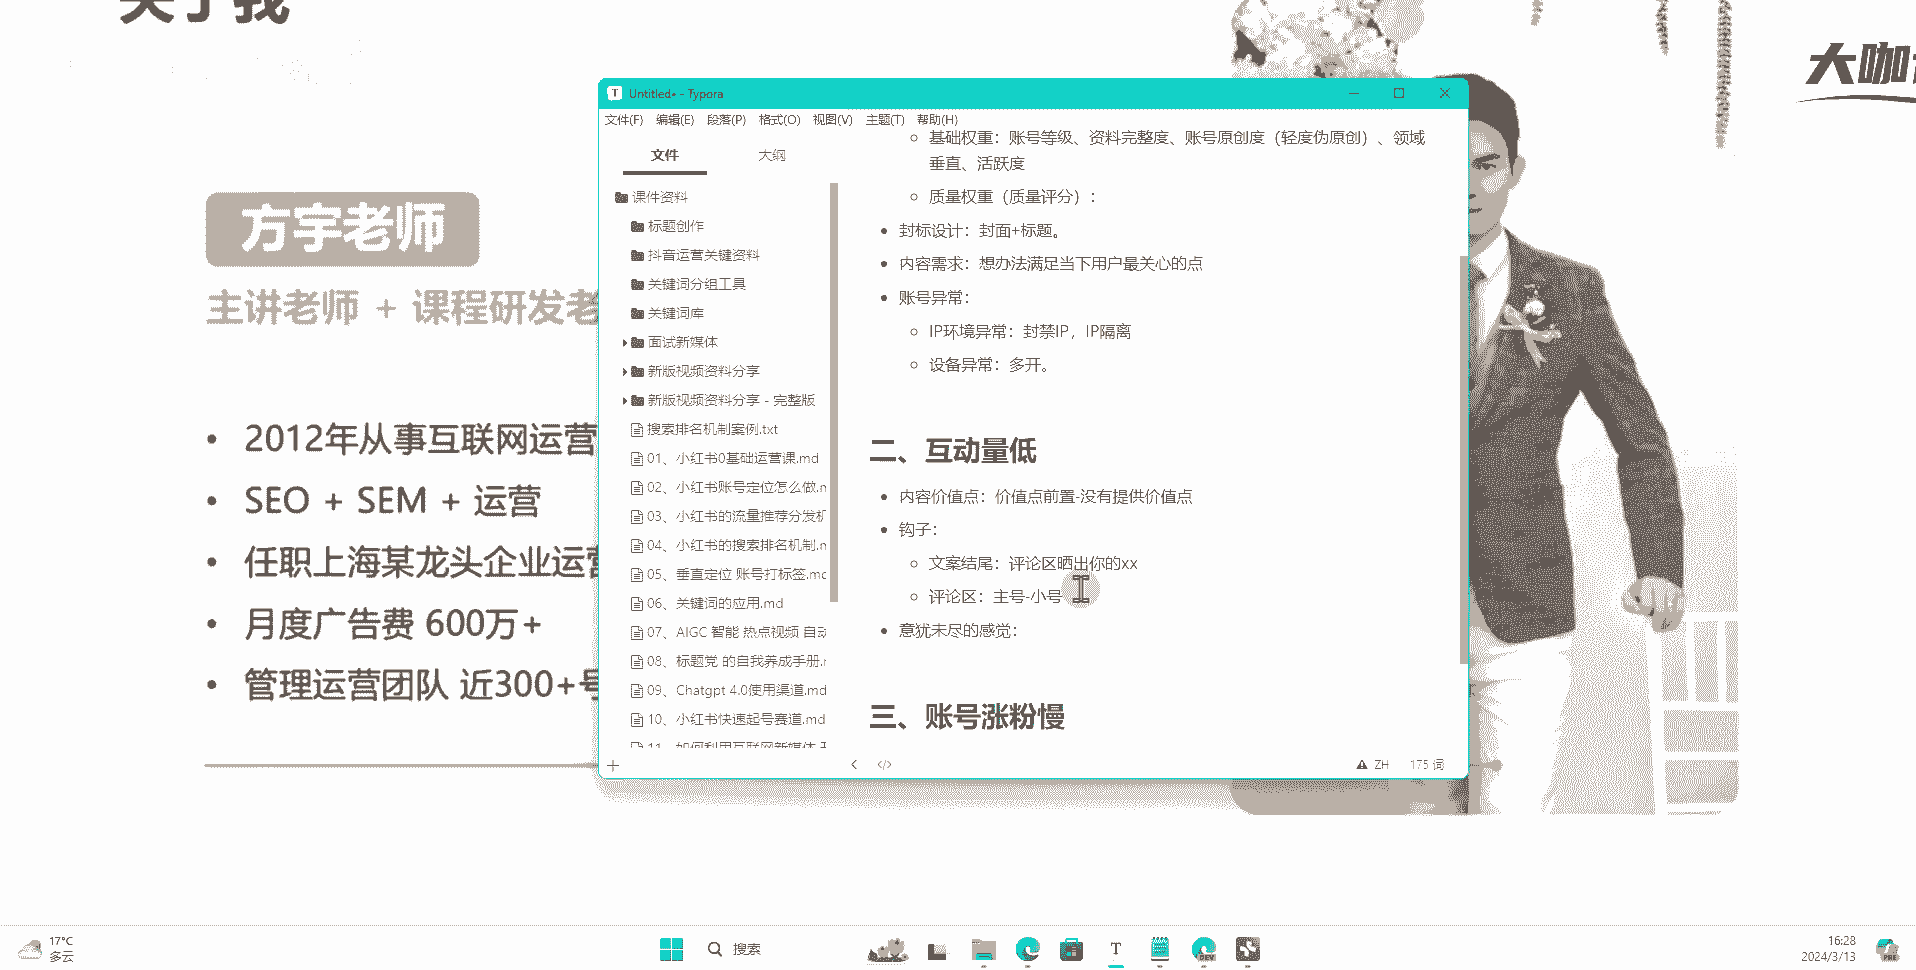 关于我
大咖
方宇老师
主讲老师 + 课程研发老
• 2012年从事互联网运营
• SEO + SEM + 运营
• 任职上海某龙头企业运营
• 月度广告费 600万+
• 管理运营团队 近300+号
Untitled• - Typora
文件(F) 编辑(E) 段落(P) 格式(O) 视图(V) 主题(T) 帮助(H)
文件 大纲
课件资料
标题创作
抖音运营关键资料
关键词分组工具
关键词库
面试新媒体
新版视频资料分享
新版视频资料分享 - 完整版
搜索排名机制案例.txt
01、小红书0基础运营课.md
02、小红书账号定位怎么做.m
03、小红书的流量推荐分发机
04、小红书的搜索排名机制.m
05、垂直定位 账号打标签.md
06、关键词的应用.md
07、AIGC 智能 热点视频 自动
08、标题党 的自我养成手册.m
09、Chatgpt 4.0使用渠道.md
10、小红书快速起号赛道.md
11、如何利用互联网新媒体
基础权重：账号等级、资料完整度、账号原创度（轻度伪原创）、领域
垂直、活跃度
质量权重（质量评分）：
• 封标设计：封面+标题。
• 内容需求：想办法满足当下用户最关心的点
• 账号异常：
IP环境异常：封禁IP，IP隔离
设备异常：多开。
二、互动量低
• 内容价值点：价值点前置-没有提供价值点
• 钩子：
文案结尾：评论区晒出你的xx
评论区：主号-小号
• 意犹未尽的感觉：
三、账号涨粉慢
ZH 175 词
17°C
多云
搜索
16:28
2024/3/13